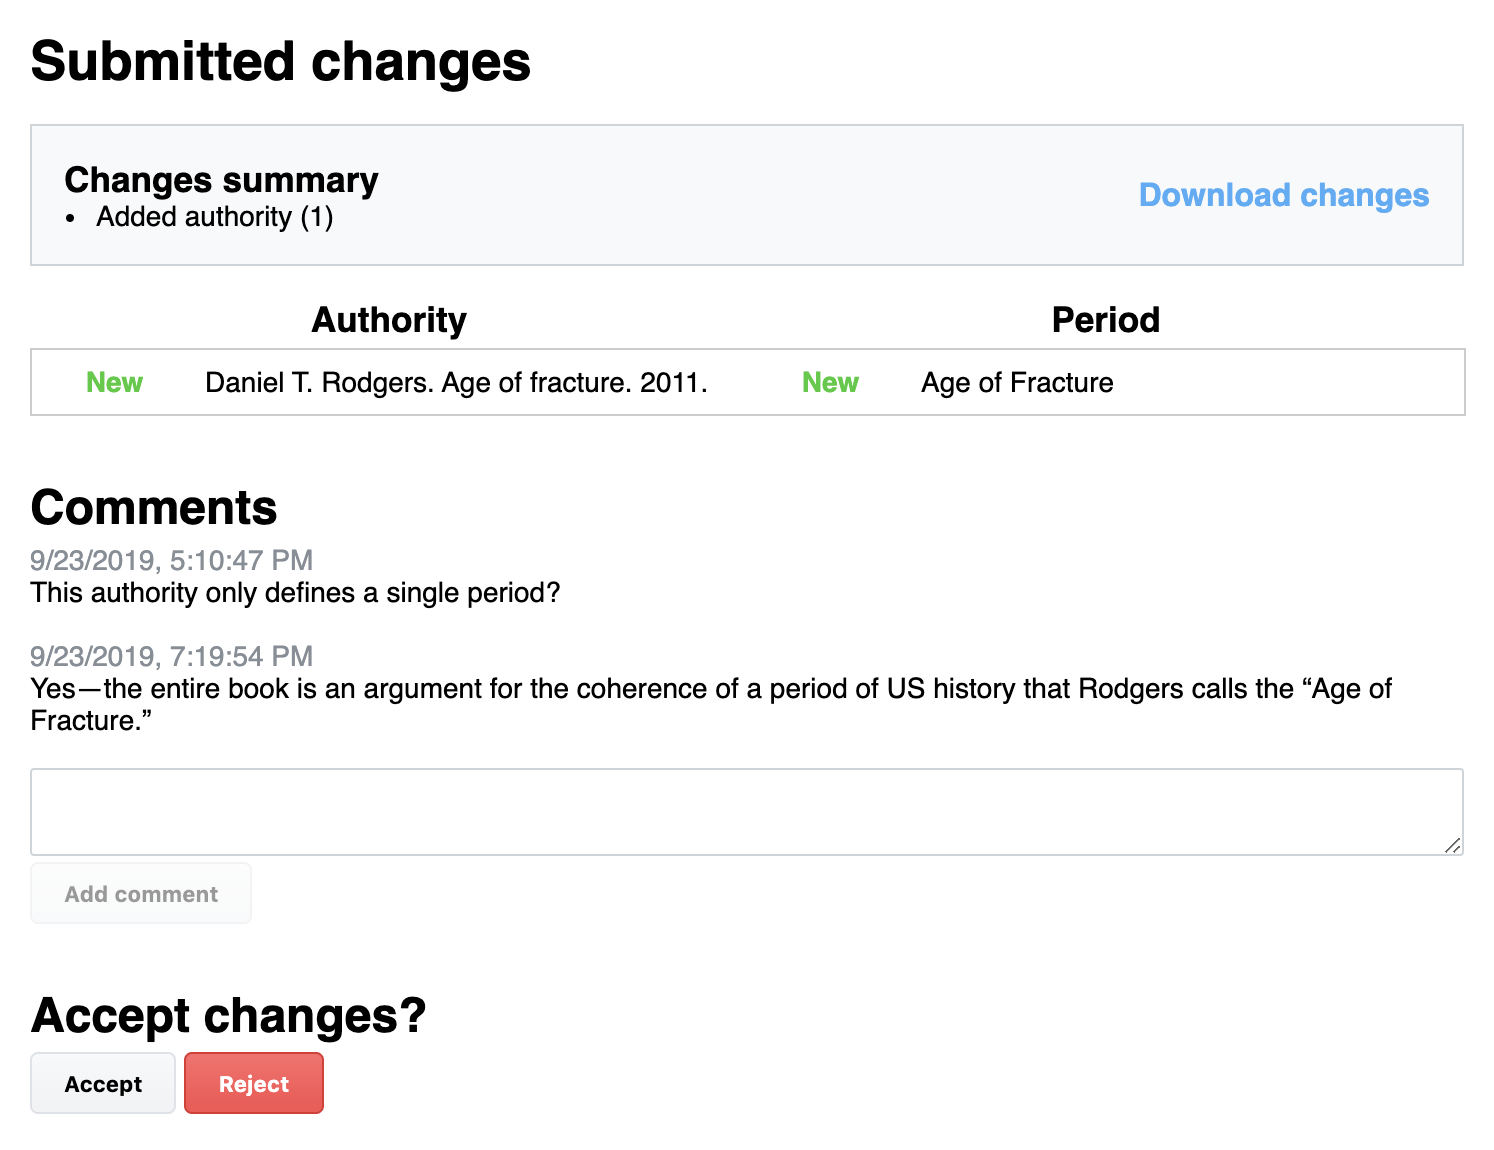 Submitted changes
Changes summary
Download changes
• Added authority (1)
Authority Period
New Daniel T. Rodgers. Age of fracture. 2011. New Age of Fracture
Comments
9/23/2019, 5:10:47 PM
This authority only defines a single period?
9/23/2019, 7:19:54 PM
Yes—the entire book is an argument for the coherence of a period of US history that Rodgers calls the “Age of
Fracture.”
Add comment
Accept changes?
Accept Reject